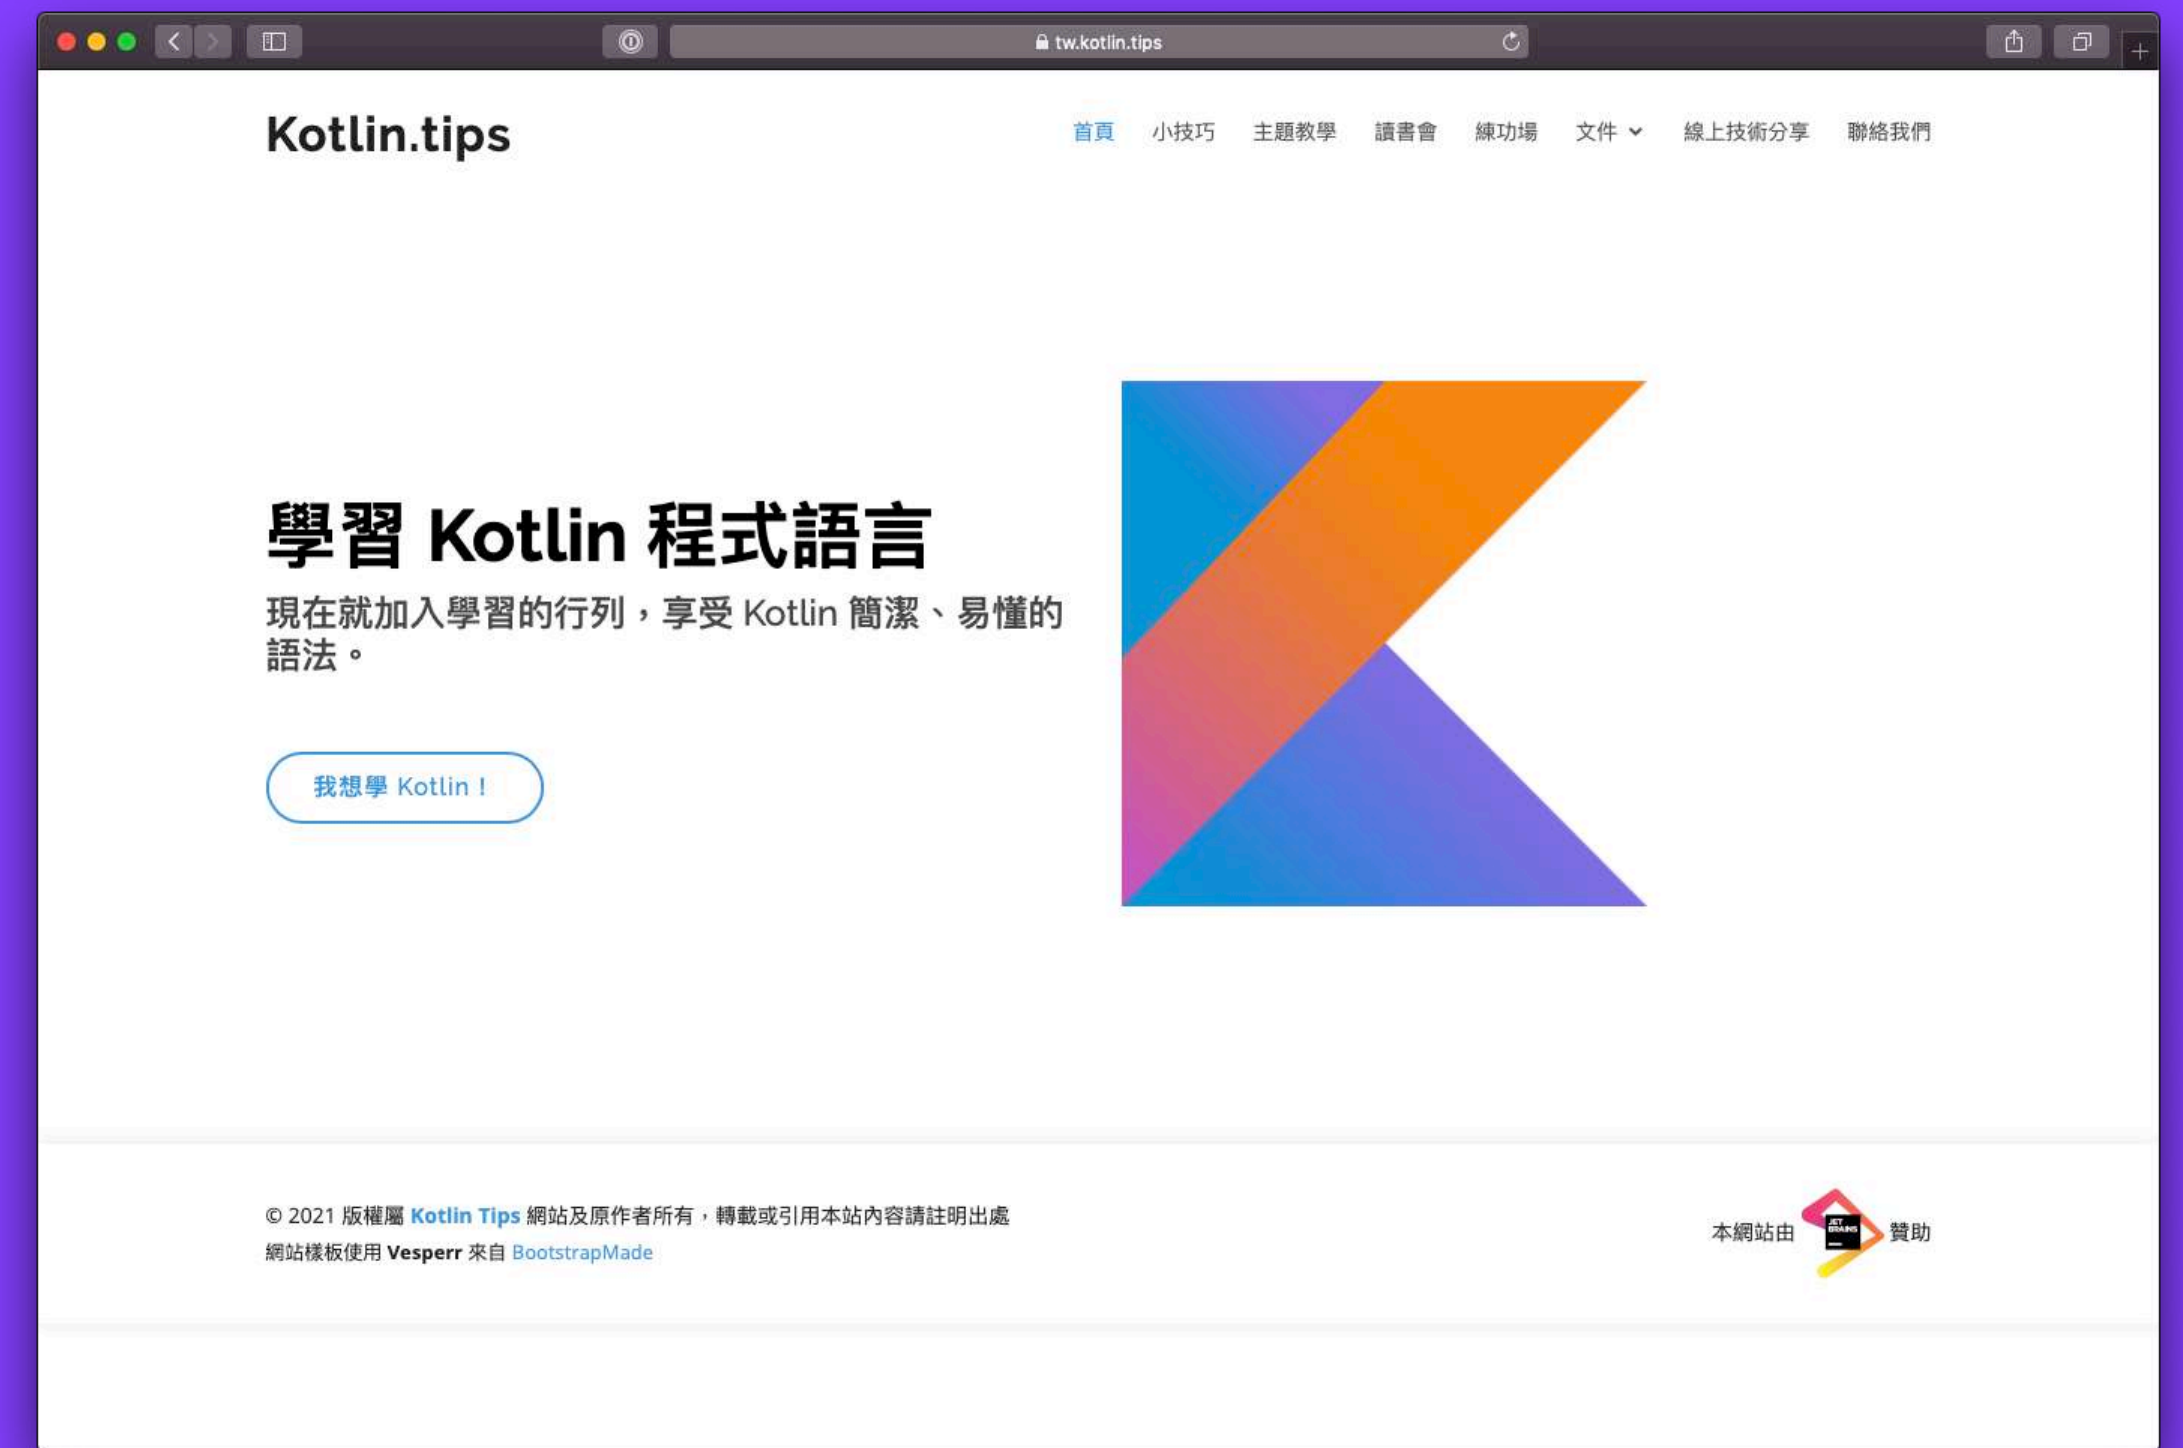 tw.kotlin.tips
Kotlin.tips
首頁 小技巧 主題教學 讀書會 練功場 文件 線上技術分享 聯絡我們
學習 Kotlin 程式語言
現在就加入學習的行列，享受 Kotlin 簡潔、易懂的
語法。
我想學 Kotlin！
© 2021 版權屬 Kotlin Tips 網站及原作者所有，轉載或引用本站內容請註明出處
網站樣板使用 Vesperr 來自 BootstrapMade
本網站由 JET BRAINS 贊助